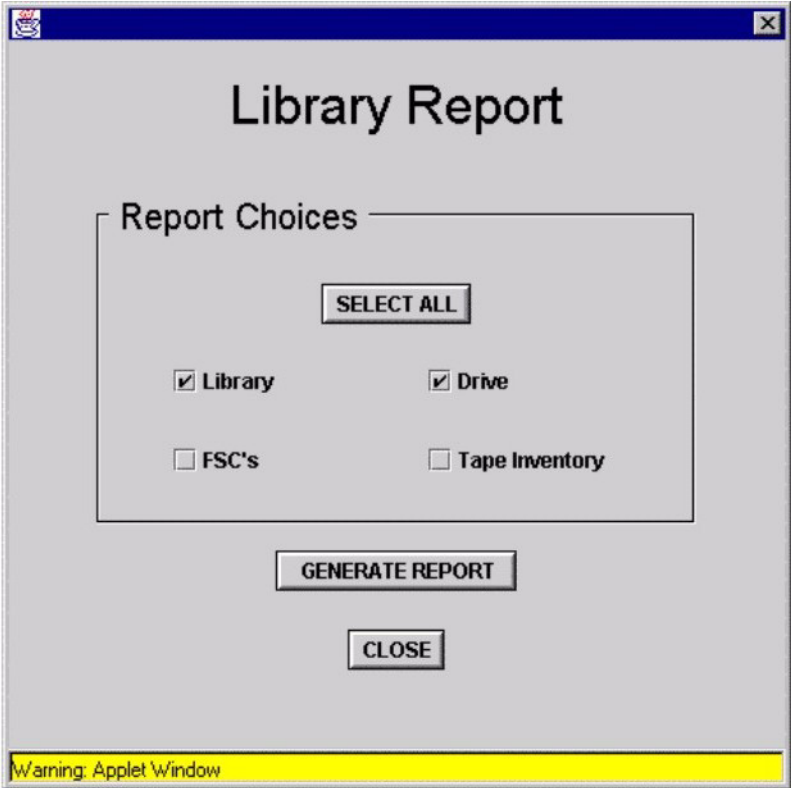 Library Report
Report Choices
SELECT ALL
Library
Drive
FSC's
Tape Inventory
GENERATE REPORT
CLOSE
Warning: Applet Window